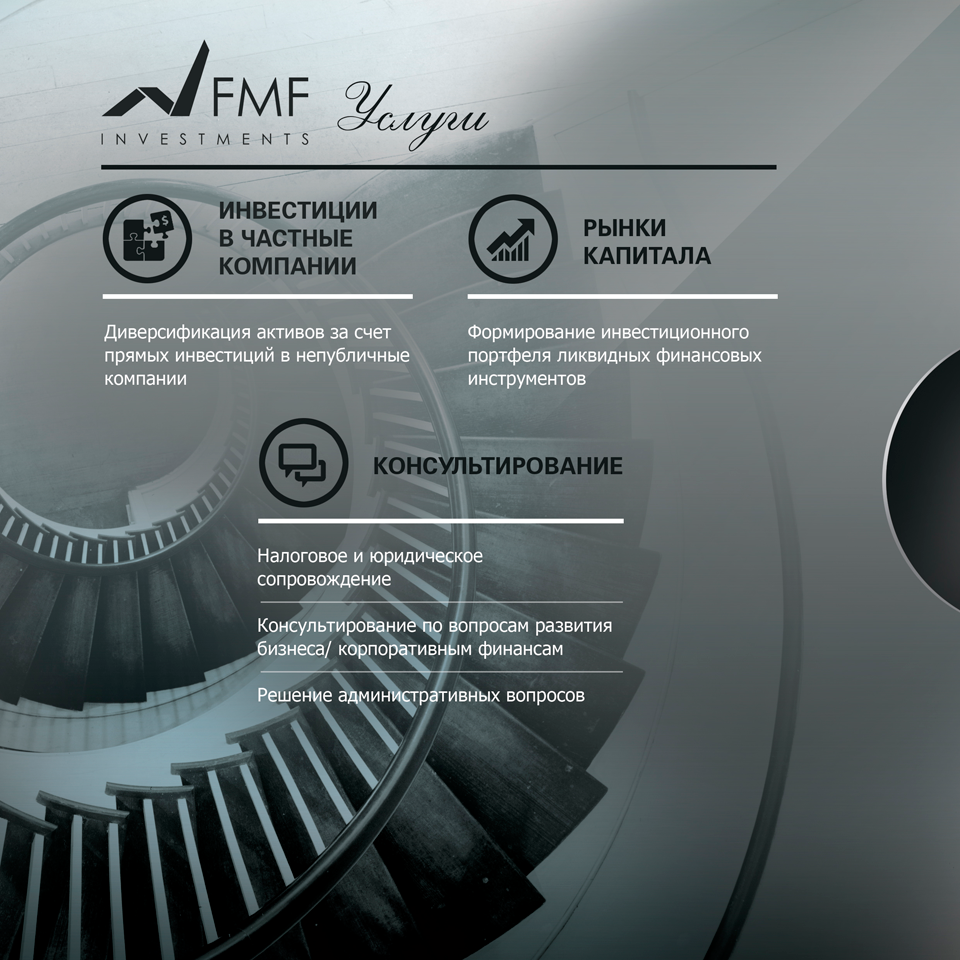 FMF
INVESTMENTS
Услуги
ИНВЕСТИЦИИ
В ЧАСТНЫЕ
КОМПАНИИ
Диверсификация активов за счет
прямых инвестиций в непубличные
компании
РЫНКИ
КАПИТАЛА
Формирование инвестиционного
портфеля ликвидных финансовых
инструментов
КОНСУЛЬТИРОВАНИЕ
Налоговое и юридическое
сопровождение
Консультирование по вопросам развития
бизнеса/ корпоративным финансам
Решение административных вопросов